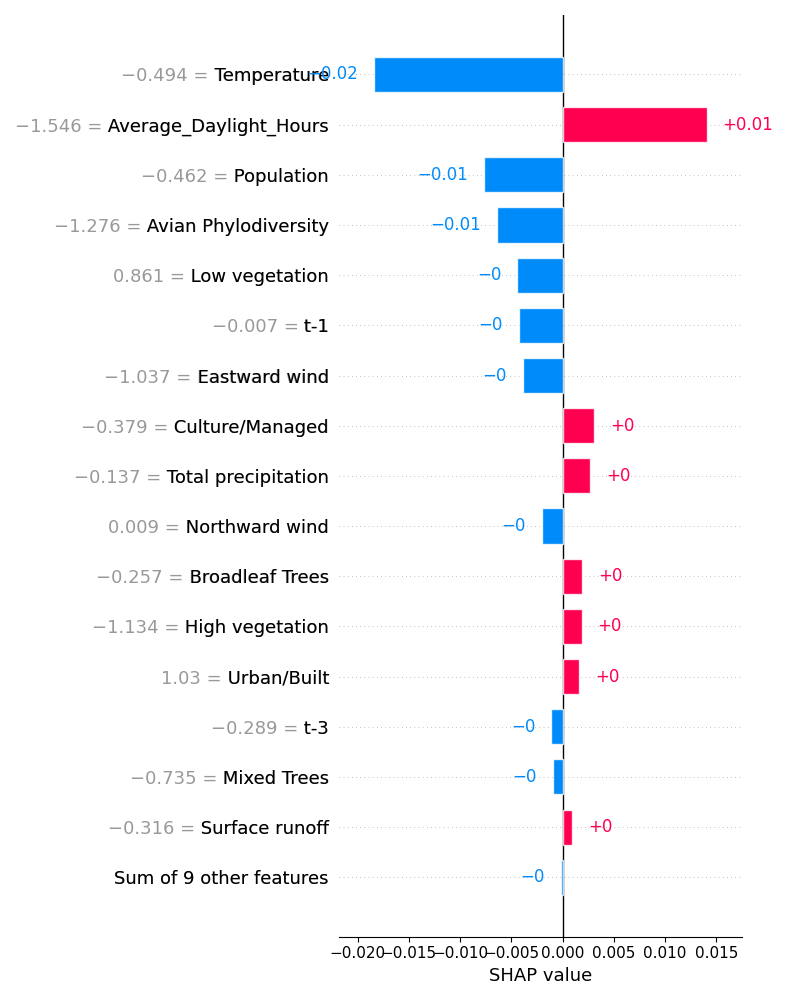 −0.494 = Temperature −0.02
−1.546 = Average_Daylight_Hours +0.01
−0.462 = Population −0.01
−1.276 = Avian Phylodiversity −0.01
0.861 = Low vegetation −0
−0.007 = t-1 −0
−1.037 = Eastward wind −0
−0.379 = Culture/Managed +0
−0.137 = Total precipitation +0
0.009 = Northward wind −0
−0.257 = Broadleaf Trees +0
−1.134 = High vegetation +0
1.03 = Urban/Built +0
−0.289 = t-3 −0
−0.735 = Mixed Trees −0
−0.316 = Surface runoff +0
Sum of 9 other features −0
−0.020 −0.015 −0.010 −0.005 0.000 0.005 0.010 0.015
SHAP value